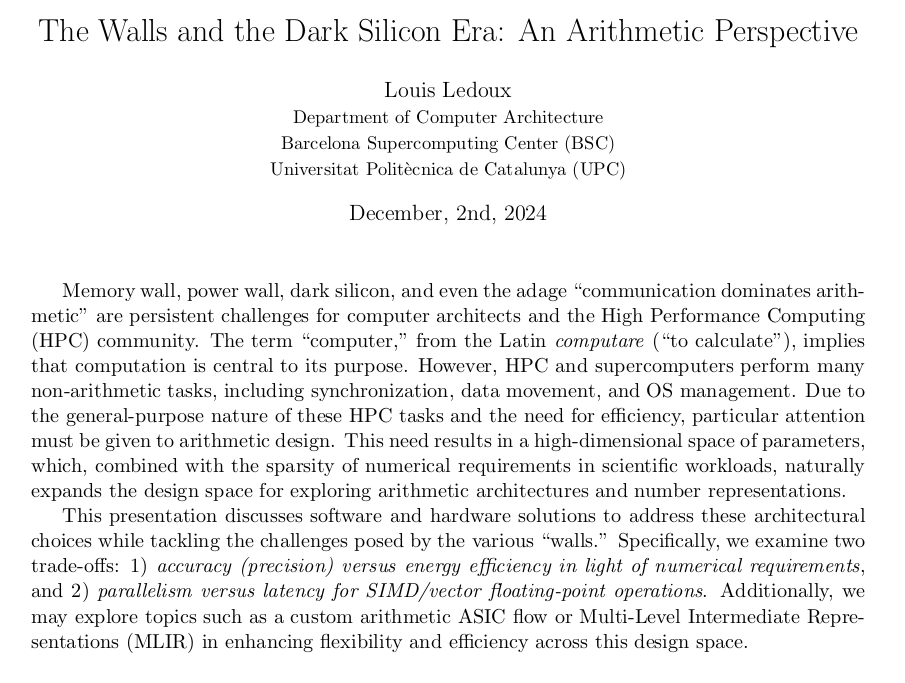 The Walls and the Dark Silicon Era: An Arithmetic Perspective
Louis Ledoux
Department of Computer Architecture
Barcelona Supercomputing Center (BSC)
Universitat Politècnica de Catalunya (UPC)
December, 2nd, 2024
Memory wall, power wall, dark silicon, and even the adage “communication dominates arith-
metic” are persistent challenges for computer architects and the High Performance Computing
(HPC) community. The term “computer,” from the Latin computare (“to calculate”), implies
that computation is central to its purpose. However, HPC and supercomputers perform many
non-arithmetic tasks, including synchronization, data movement, and OS management. Due to
the general-purpose nature of these HPC tasks and the need for efficiency, particular attention
must be given to arithmetic design. This need results in a high-dimensional space of parameters,
which, combined with the sparsity of numerical requirements in scientific workloads, naturally
expands the design space for exploring arithmetic architectures and number representations.
This presentation discusses software and hardware solutions to address these architectural
choices while tackling the challenges posed by the various “walls.” Specifically, we examine two
trade-offs: 1) accuracy (precision) versus energy efficiency in light of numerical requirements,
and 2) parallelism versus latency for SIMD/vector floating-point operations. Additionally, we
may explore topics such as a custom arithmetic ASIC flow or Multi-Level Intermediate Repre-
sentations (MLIR) in enhancing flexibility and efficiency across this design space.